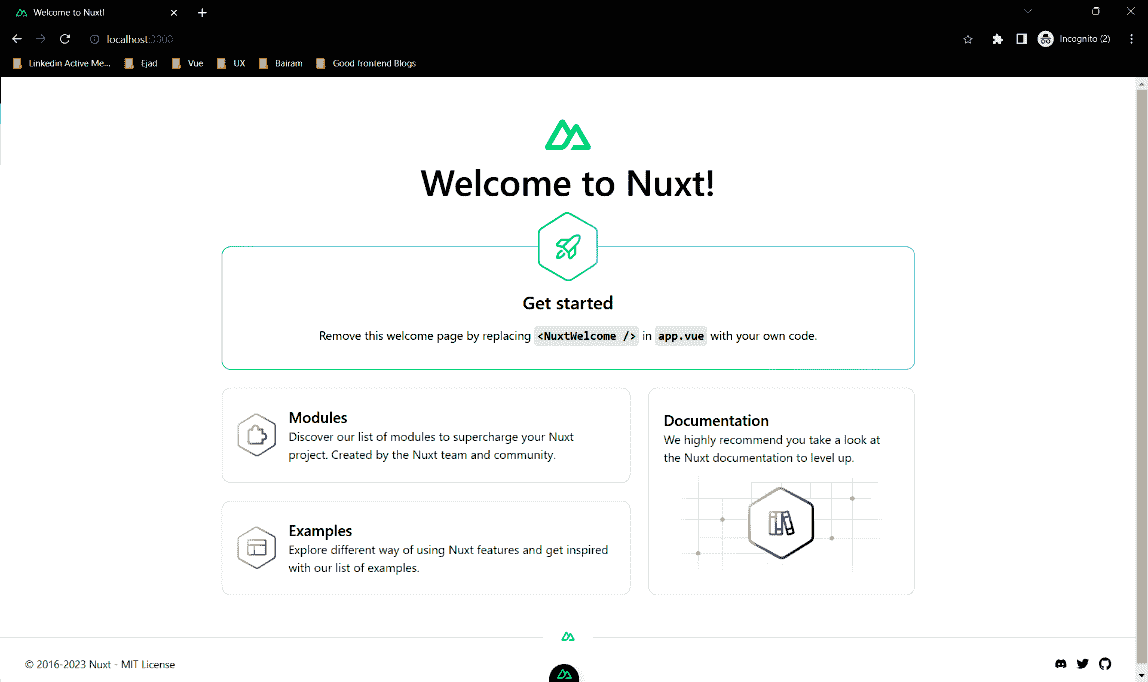 Welcome to Nuxt!
localhost:3000
Incognito (2)
Linkedin Active Me... Ejad Vue UX Bairam Good frontend Blogs
Welcome to Nuxt!
Get started
Remove this welcome page by replacing <NuxtWelcome /> in app.vue with your own code.
Modules
Discover our list of modules to supercharge your Nuxt
project. Created by the Nuxt team and community.
Examples
Explore different way of using Nuxt features and get inspired
with our list of examples.
Documentation
We highly recommend you take a look at
the Nuxt documentation to level up.
© 2016-2023 Nuxt - MIT License